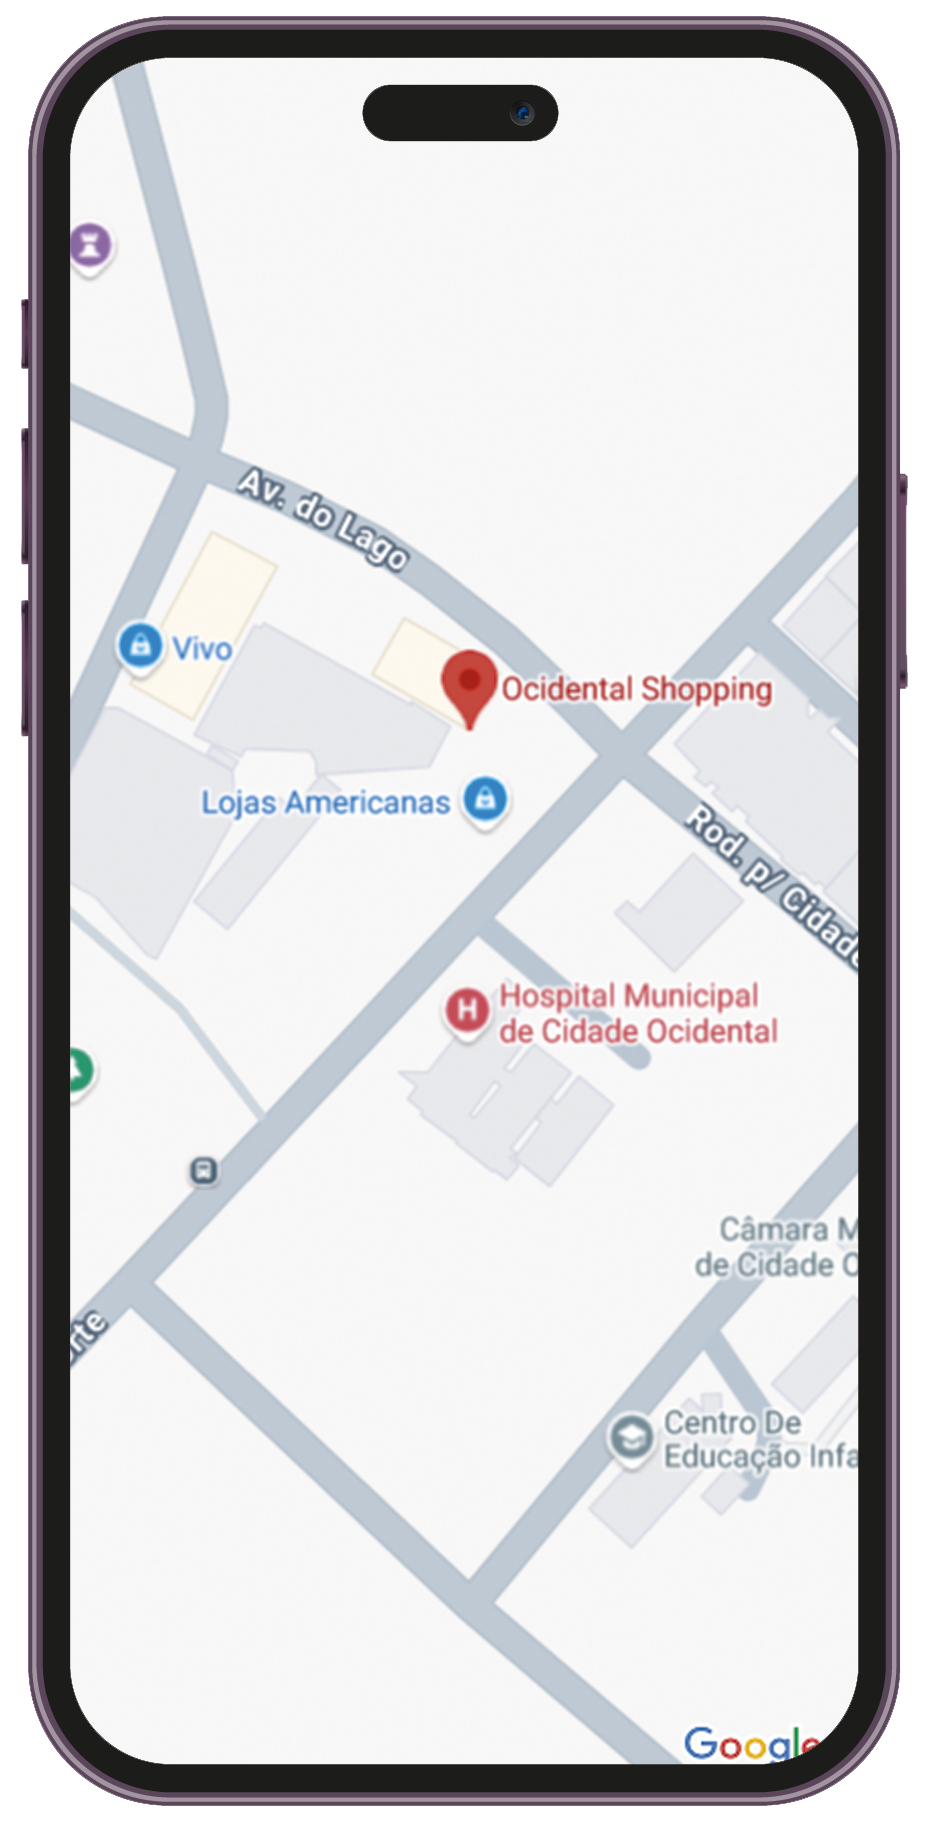 Av. do Lago
Vivo
Ocidental Shopping
Lojas Americanas
Rod. p/ Cidade
H
Hospital Municipal
de Cidade Ocidental
Câmara M
de Cidade O
rte
Centro De
Educação Infa
Google